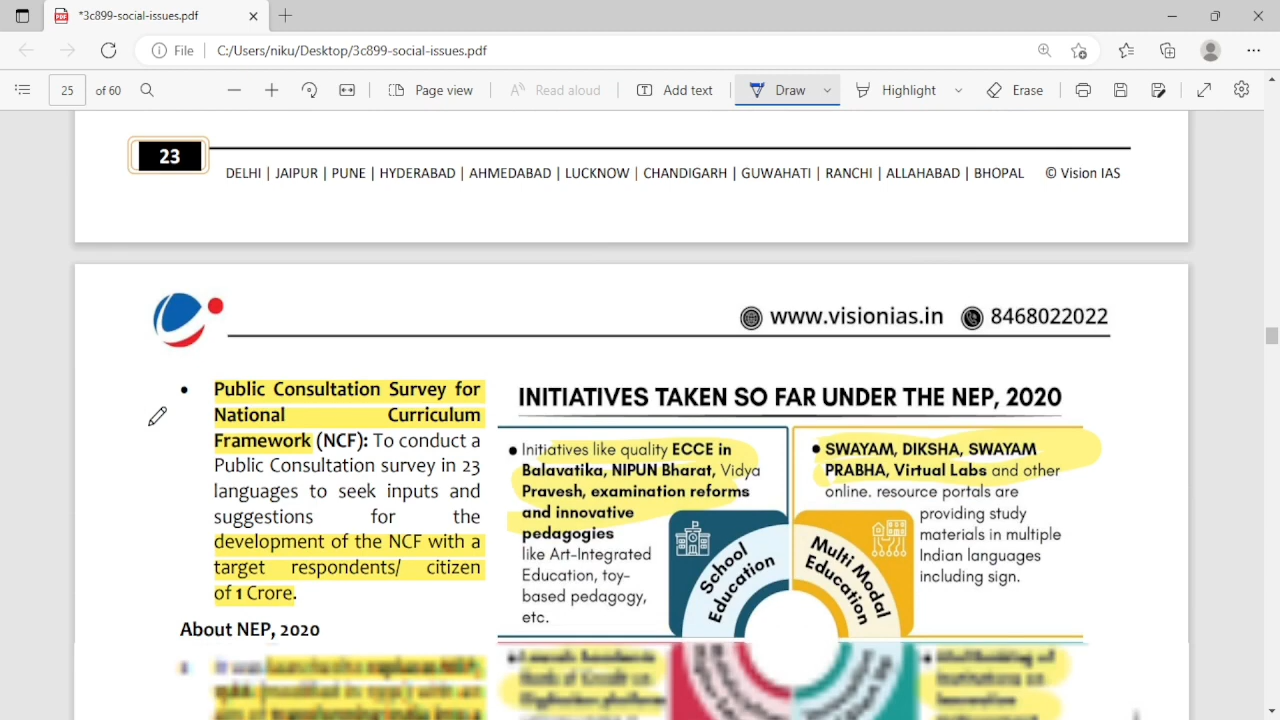 *3c899-social-issues.pdf
File
C:/Users/niku/Desktop/3c899-social-issues.pdf
25 of 60
Page view
Read aloud
Add text
Draw
Highlight
Erase
23
DELHI | JAIPUR | PUNE | HYDERABAD | AHMEDABAD | LUCKNOW | CHANDIGARH | GUWAHATI | RANCHI | ALLAHABAD | BHOPAL © Vision IAS
www.visionias.in 8468022022
• Public Consultation Survey for
National Curriculum
Framework (NCF): To conduct a
Public Consultation survey in 23
languages to seek inputs and
suggestions for the
development of the NCF with a
target respondents/ citizen
of 1 Crore.
About NEP, 2020
INITIATIVES TAKEN SO FAR UNDER THE NEP, 2020
• Initiatives like quality ECCE in
Balavatika, NIPUN Bharat, Vidya
Pravesh, examination reforms
and innovative
pedagogies
like Art-Integrated
Education, toy-
based pedagogy,
etc.
School
Education
• SWAYAM, DIKSHA, SWAYAM
PRABHA, Virtual Labs and other
online. resource portals are
providing study
materials in multiple
Indian languages
including sign.
Multi Modal
Education